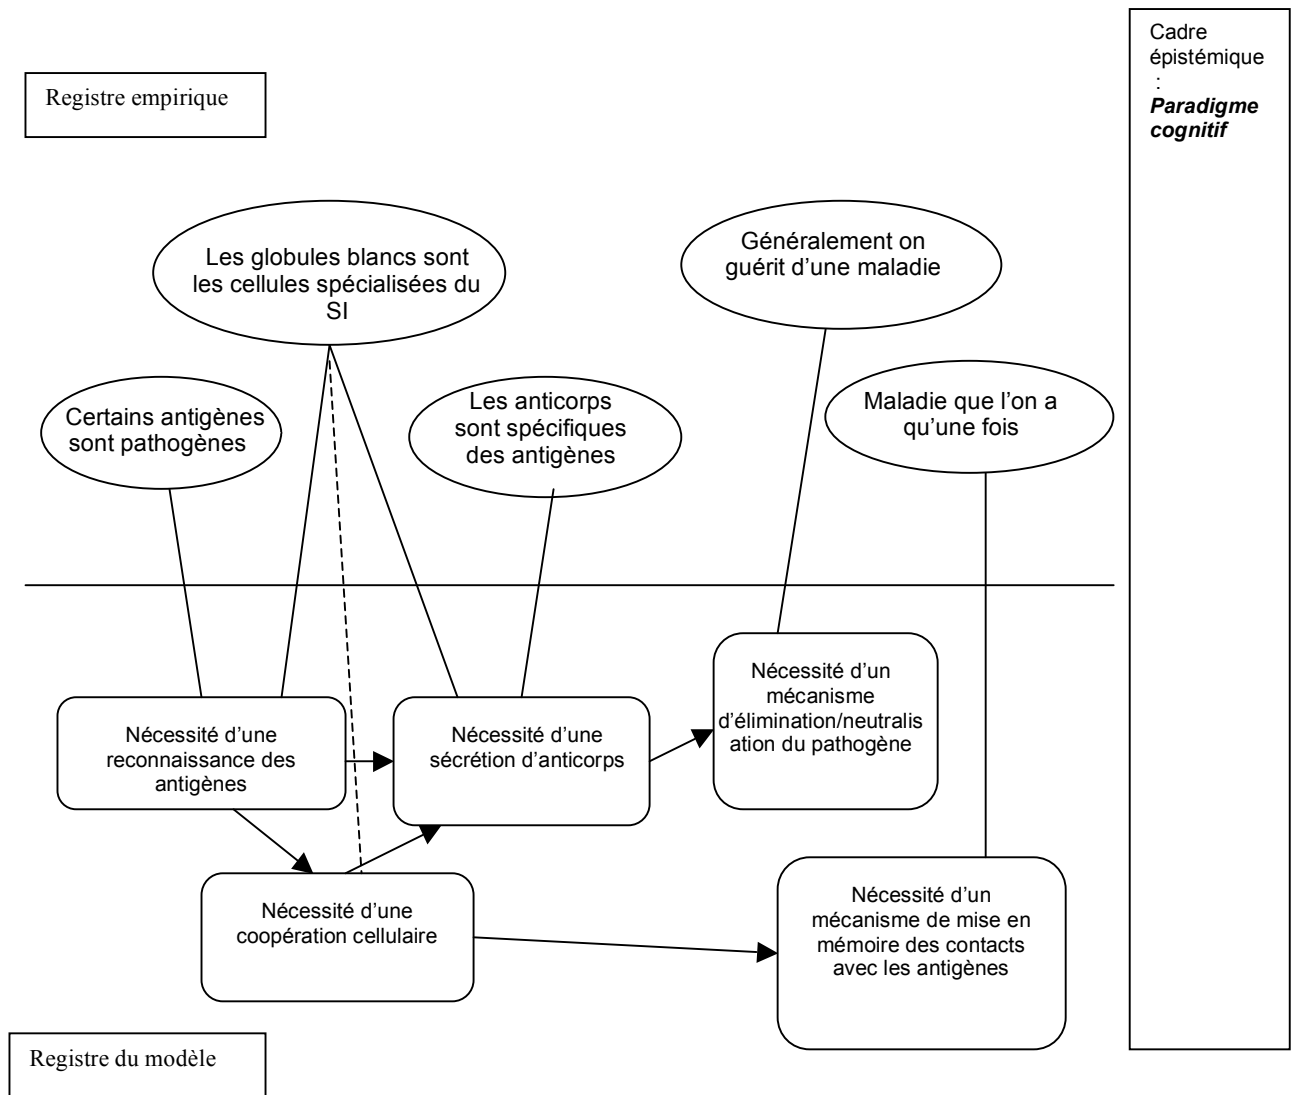 Cadre
épistémique
:
Paradigme
cognitif
Registre empirique
Les globules blancs sont
les cellules spécialisées du
SI
Généralement on
guérit d’une maladie
Certains antigènes
sont pathogènes
Les anticorps
sont spécifiques
des antigènes
Maladie que l’on a
qu’une fois
Nécessité d’une
reconnaissance des
antigènes
Nécessité d’une
sécrétion d’anticorps
Nécessité d’un
mécanisme
d’élimination/neutralis
ation du pathogène
Nécessité d’une
coopération cellulaire
Nécessité d’un
mécanisme de mise en
mémoire des contacts
avec les antigènes
Registre du modèle